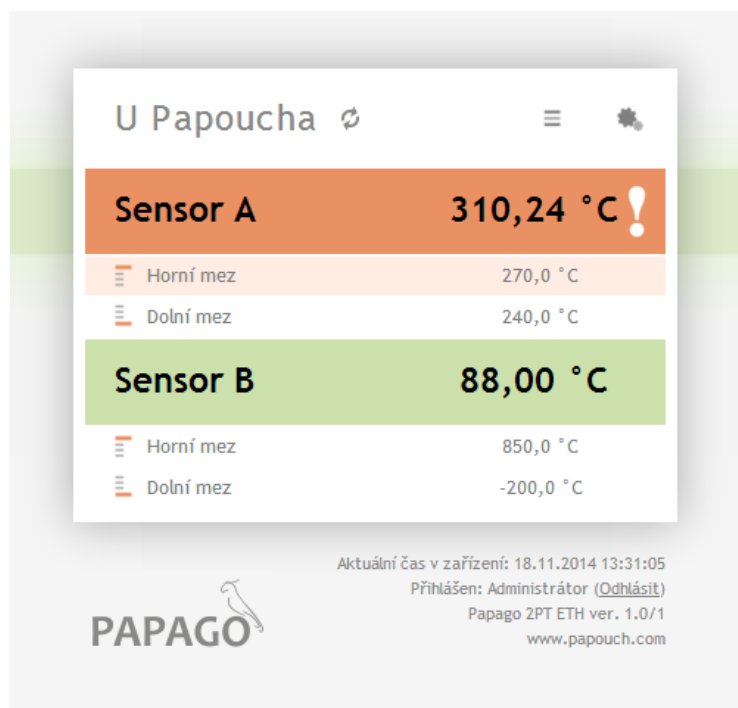 U Papoucha
Sensor A 310,24 °C !
Horní mez 270,0 °C
Dolní mez 240,0 °C
Sensor B 88,00 °C
Horní mez 850,0 °C
Dolní mez -200,0 °C
Aktuální čas v zařízení: 18.11.2014 13:31:05
Přihlášen: Administrátor (Odhlásit)
Papago 2PT ETH ver. 1.0/1
www.papouch.com
PAPAGO